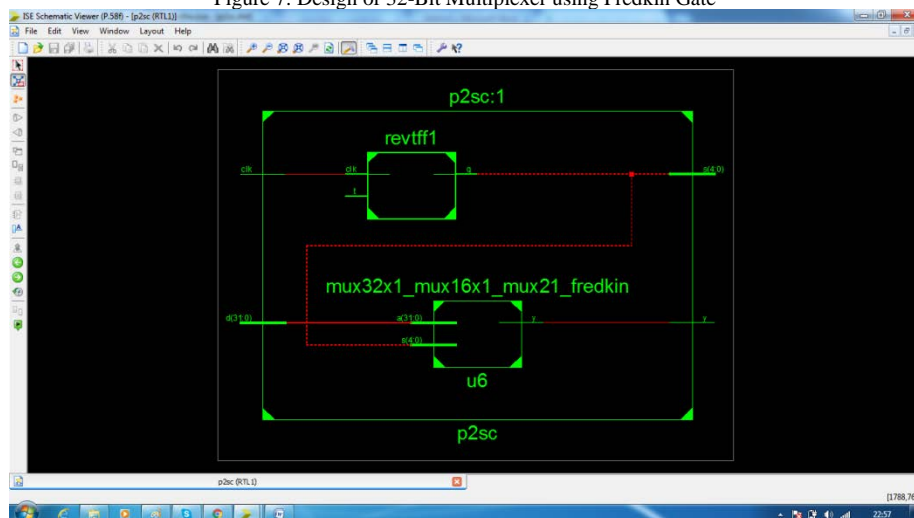 Figure 7: Design of 32-Bit Multiplexer using Fredkin Gate
ISE Schematic Viewer (P.58f) - [p2sc (RTL1)]
File Edit View Window Layout Help
p2sc:1
revtff1
clk clk q s(4:0)
t
mux32x1_mux16x1_mux21_fredkin
d(31:0) a(31:0) y y
s(4:0)
u6
p2sc
p2sc (RTL1)
[1788,76
22:57